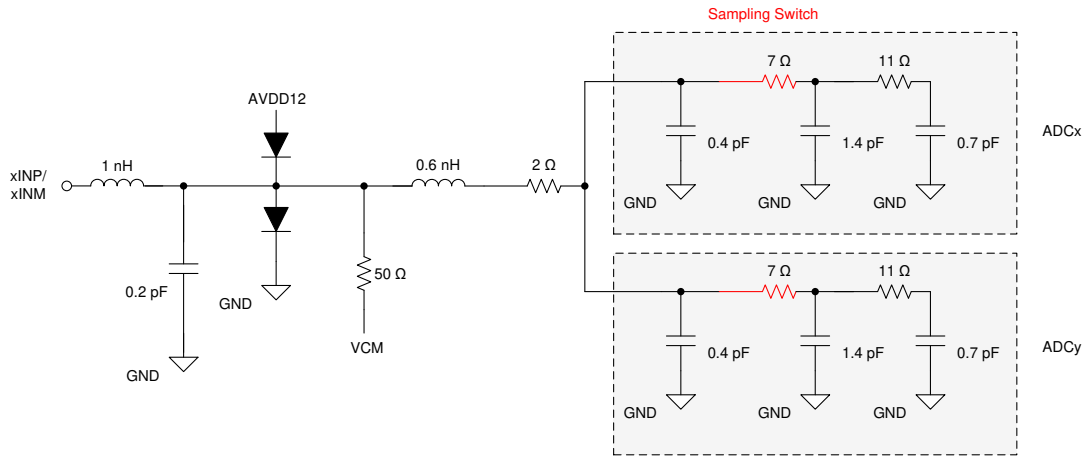 Sampling Switch
7 Ω
11 Ω
AVDD12
0.4 pF
1.4 pF
0.7 pF
ADCx
1 nH
0.6 nH
2 Ω
xINP/
xINM
GND
GND
GND
7 Ω
11 Ω
50 Ω
0.2 pF
GND
VCM
0.4 pF
1.4 pF
0.7 pF
ADCy
GND
GND
GND
GND